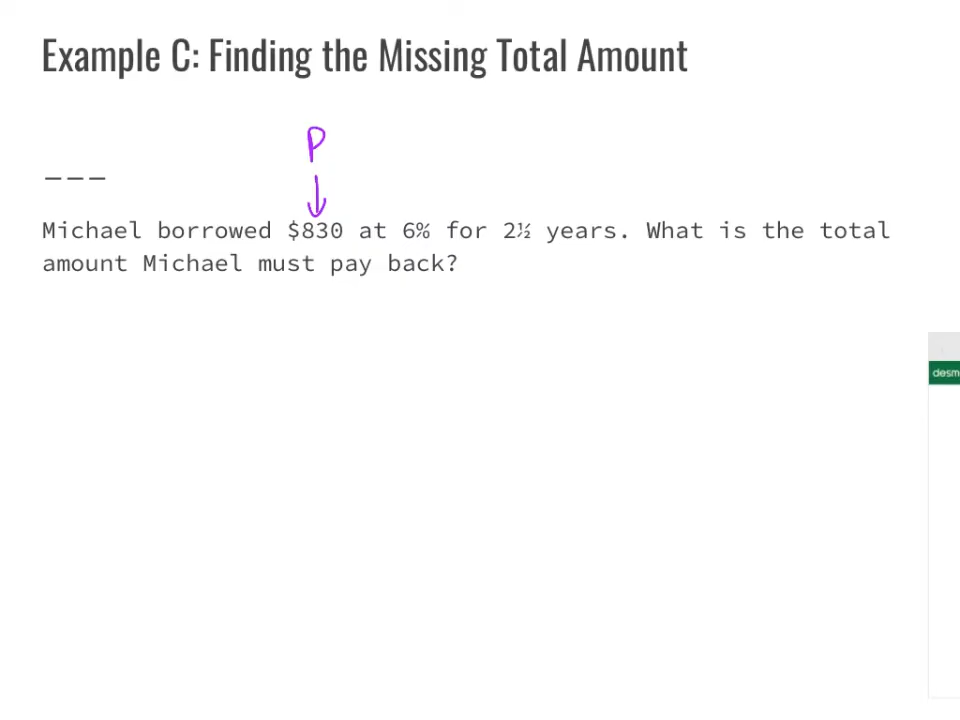 Example C: Finding the Missing Total Amount
P
Michael borrowed $830 at 6% for 2½ years. What is the total
amount Michael must pay back?
desm